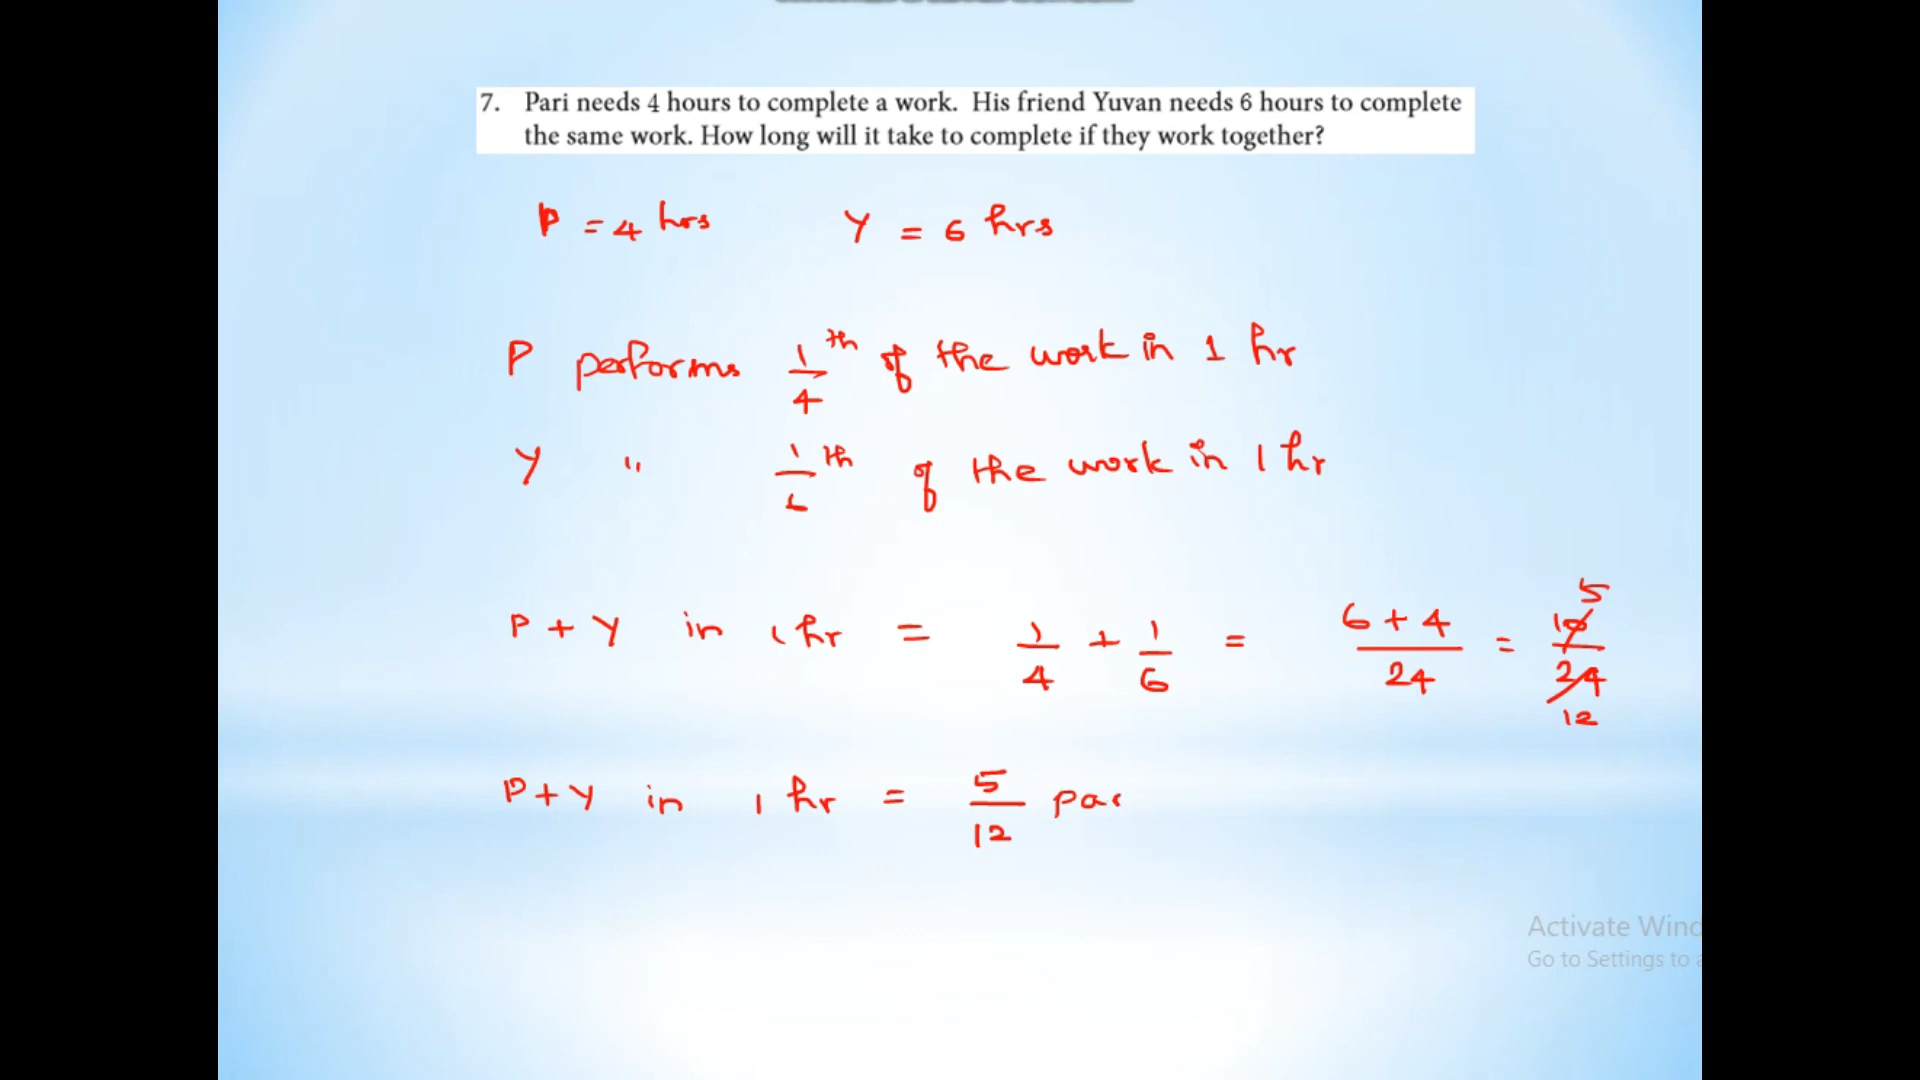 7. Pari needs 4 hours to complete a work. His friend Yuvan needs 6 hours to complete
the same work. How long will it take to complete if they work together?
P = 4 hrs Y = 6 hrs
P performs 1/4 th of the work in 1 hr
Y " 1/6 th of the work in 1 hr
P + Y in 1 hr = 1/4 + 1/6 = 6+4/24 = 10/24 5/12
P+Y in 1 hr = 5/12 par
Activate Wind
Go to Settings to a